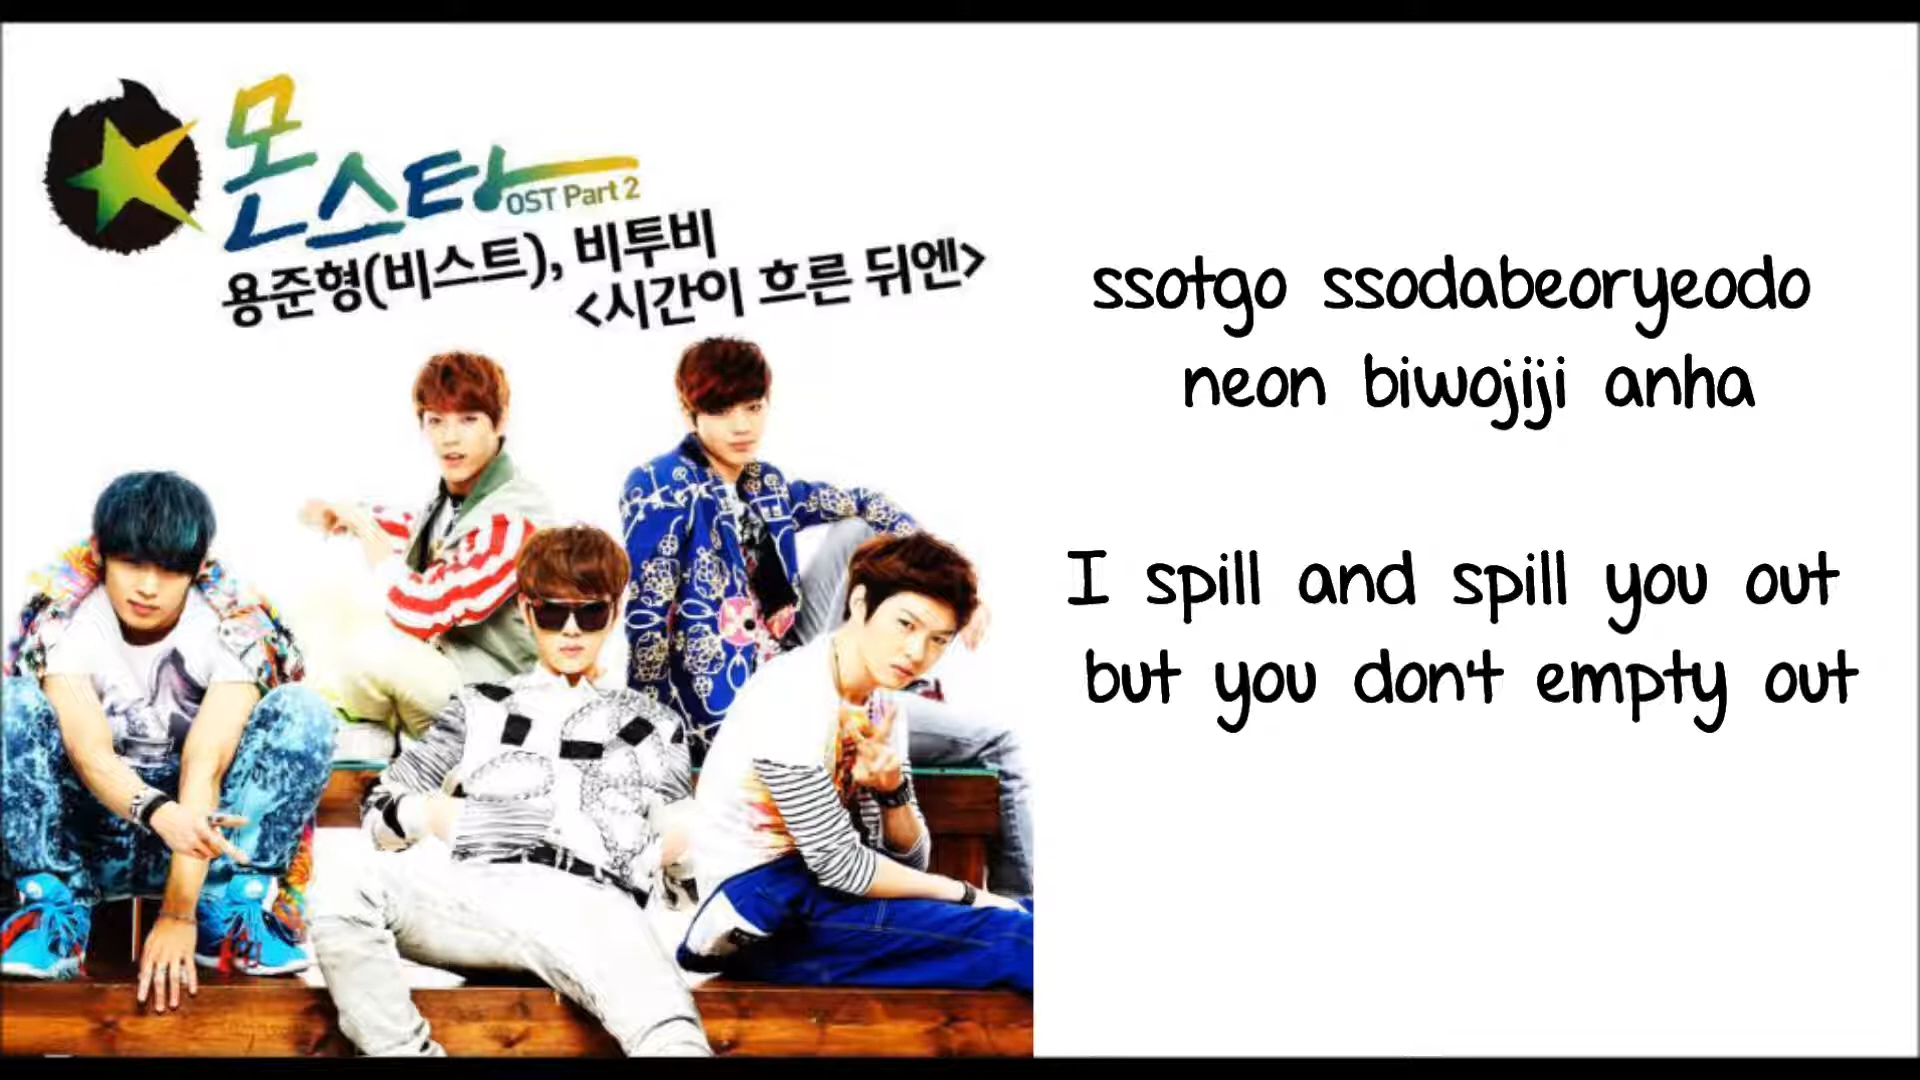 몬스타
OST Part 2
용준형(비스트), 비투비
<시간이 흐른 뒤엔>
ssotgo ssodabeoryeodo
neon biwojiji anha
I spill and spill you out
but you don't empty out